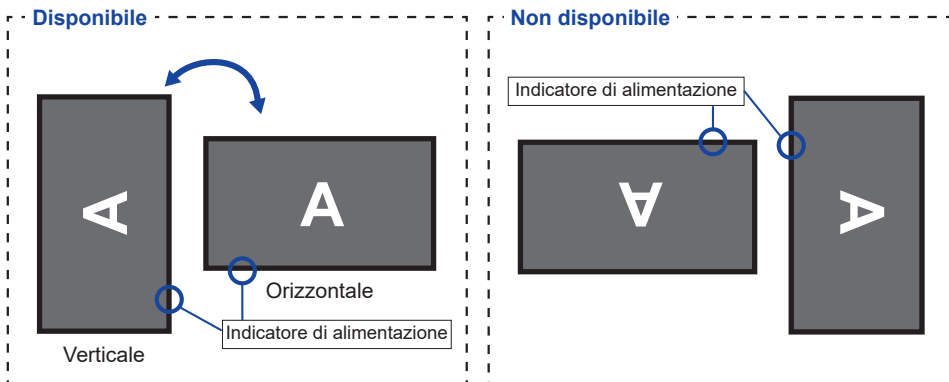 Disponibile
A
A
Orizzontale
Indicatore di alimentazione
Verticale
Non disponibile
Indicatore di alimentazione
A
A